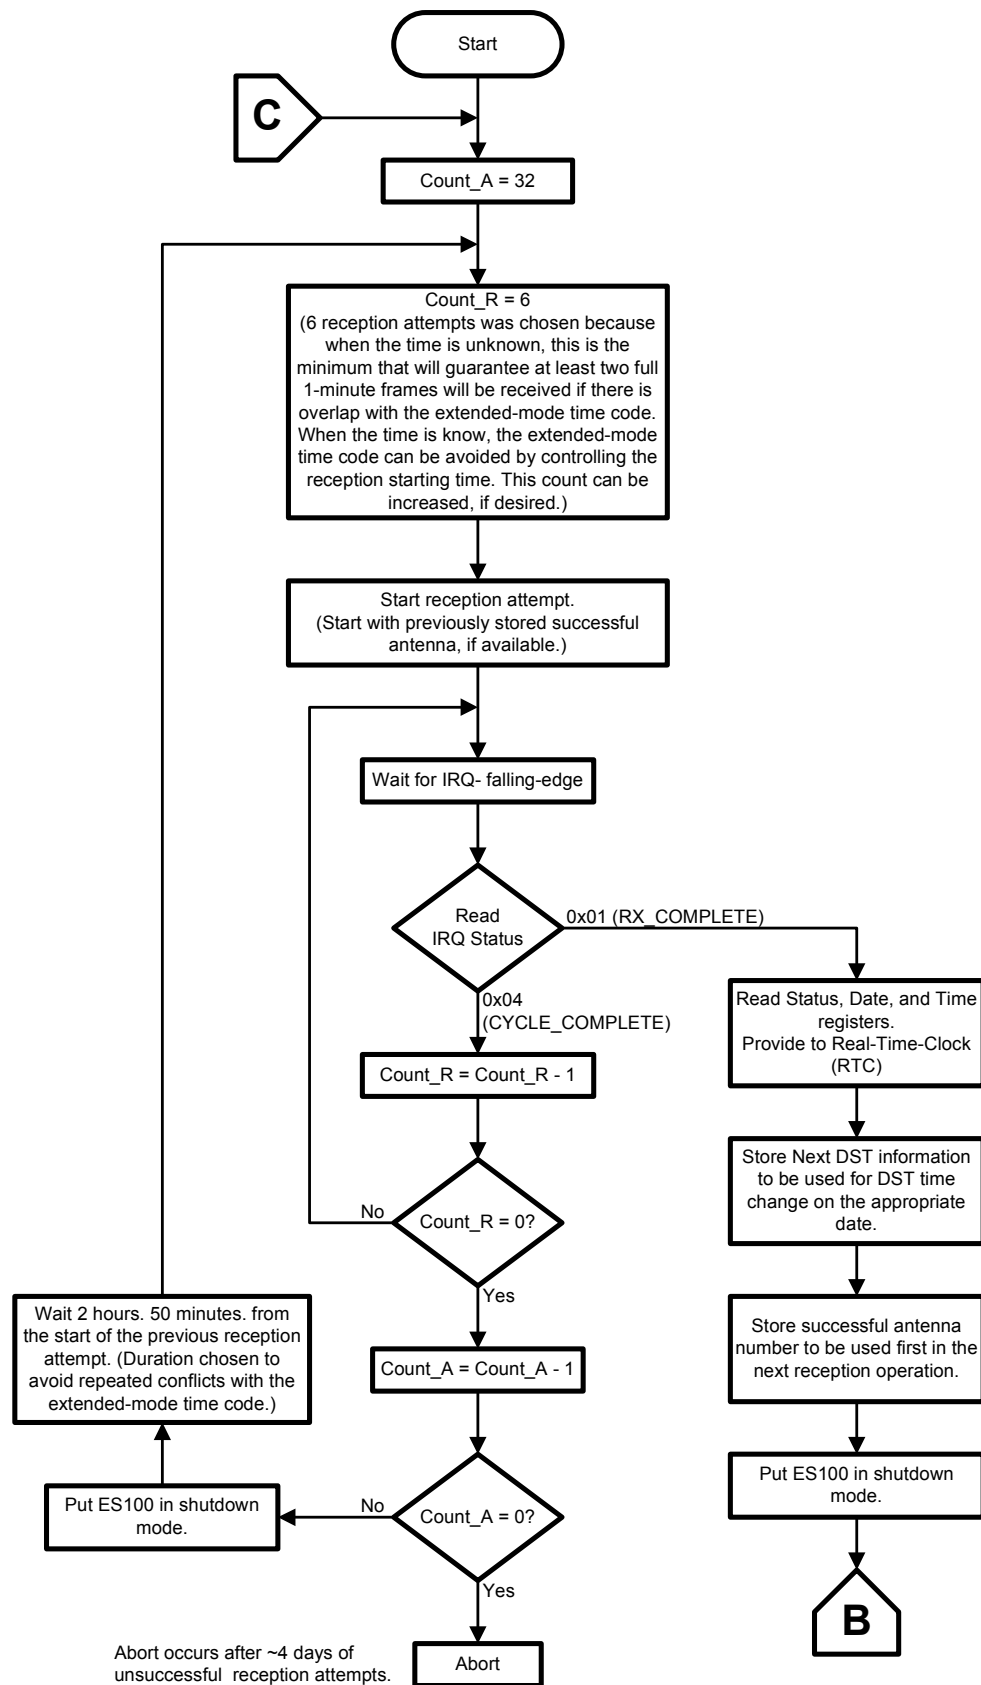 Start
C
Count_A = 32
Count_R = 6
(6 reception attempts was chosen because
when the time is unknown, this is the
minimum that will guarantee at least two full
1-minute frames will be received if there is
overlap with the extended-mode time code.
When the time is know, the extended-mode
time code can be avoided by controlling the
reception starting time. This count can be
increased, if desired.)
Start reception attempt.
(Start with previously stored successful
antenna, if available.)
Wait for IRQ- falling-edge
Read
IRQ Status
0x01 (RX_COMPLETE)
0x04
(CYCLE_COMPLETE)
Count_R = Count_R - 1
Count_R = 0?
No
Yes
Count_A = Count_A - 1
Count_A = 0?
No
Yes
Put ES100 in shutdown
mode.
Wait 2 hours. 50 minutes. from
the start of the previous reception
attempt. (Duration chosen to
avoid repeated conflicts with the
extended-mode time code.)
Abort
Abort occurs after ~4 days of
unsuccessful reception attempts.
Read Status, Date, and Time
registers.
Provide to Real-Time-Clock
(RTC)
Store Next DST information
to be used for DST time
change on the appropriate
date.
Store successful antenna
number to be used first in the
next reception operation.
Put ES100 in shutdown
mode.
B